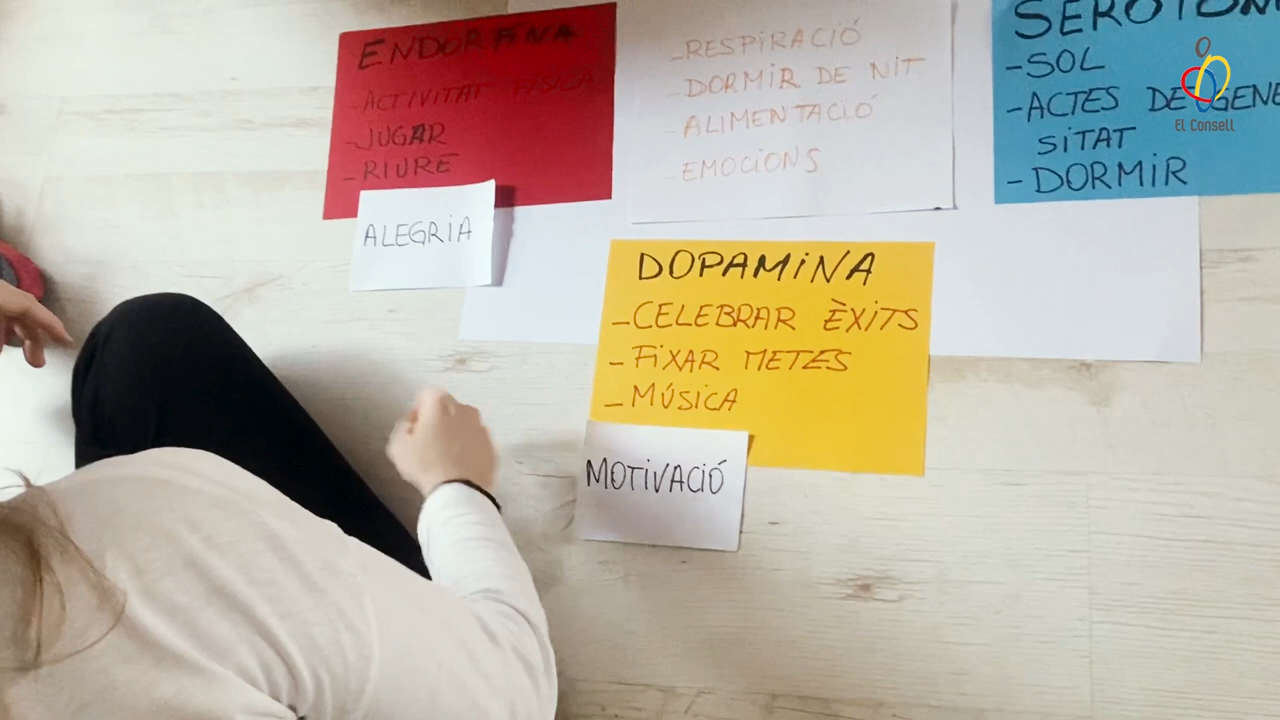 ENDORFINA
-ACTIVITAT FÍSICA
-JUGAR
-RIURE
ALEGRIA
-RESPIRACIÓ
-DORMIR DE NIT
-ALIMENTACIÓ
-EMOCIONS
-SOL
-ACTES DE GENE
SITAT
-DORMIR
El Consell
DOPAMINA
-CELEBRAR ÈXITS
-FIXAR METES
-MÚSICA
MOTIVACIÓ